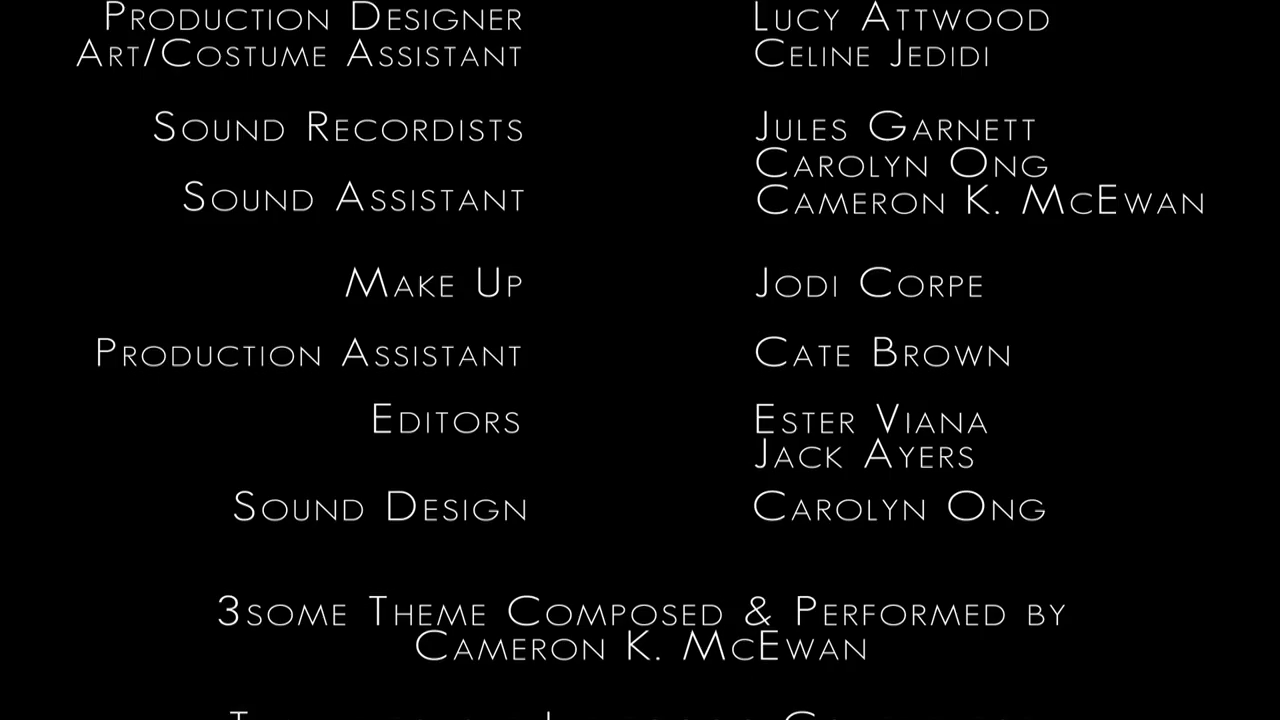 Production Designer Lucy Attwood
Art/Costume Assistant Celine Jedidi
Sound Recordists Jules Garnett
Carolyn Ong
Sound Assistant Cameron K. McEwan
Make Up Jodi Corpe
Production Assistant Cate Brown
Editors Ester Viana
Jack Ayers
Sound Design Carolyn Ong
3some Theme Composed & Performed by
Cameron K. McEwan